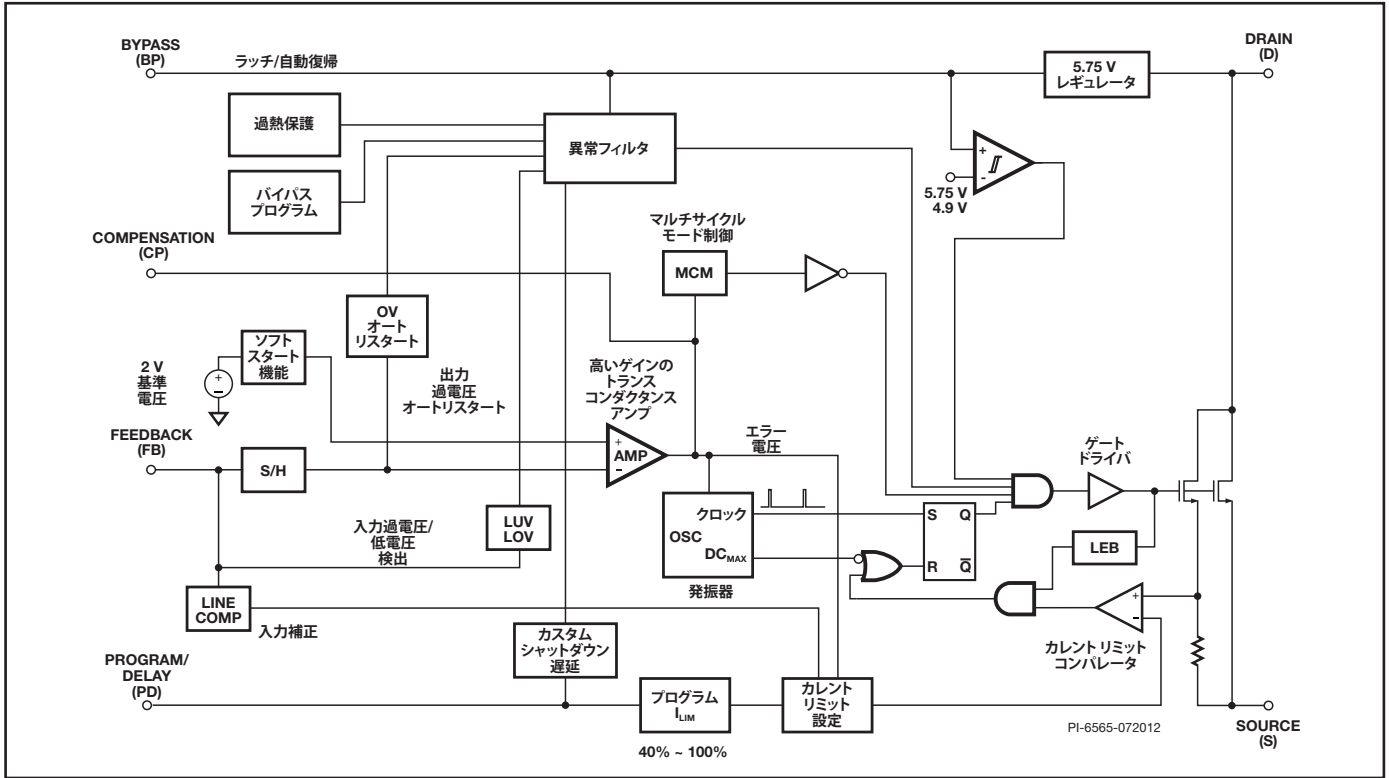 BYPASS
(BP)
ラッチ/自動復帰
5.75 V
レギュレータ
DRAIN
(D)
過熱保護
異常フィルタ
バイパス
プログラム
+
-
5.75 V
4.9 V
COMPENSATION
(CP)
マルチサイクル
モード制御
MCM
OV
オート
リスタート
2 V
基準
電圧
+
−
ソフト
スタート
機能
出力
過電圧
オートリスタート
高いゲインの
トランス
コンダクタンス
アンプ
FEEDBACK
(FB)
S/H
+
AMP
−
エラー
電圧
ゲート
ドライバ
入力過電圧/
低電圧
検出
LUV
LOV
クロック
OSC
DCMAX
発振器
S Q
R Q̅
LEB
LINE
COMP
入力補正
+
−
カレント リミット
コンパレータ
PROGRAM/
DELAY
(PD)
カスタム
シャットダウン
遅延
プログラム
ILIM
40% ~ 100%
カレント
リミット
設定
PI-6565-072012
SOURCE
(S)